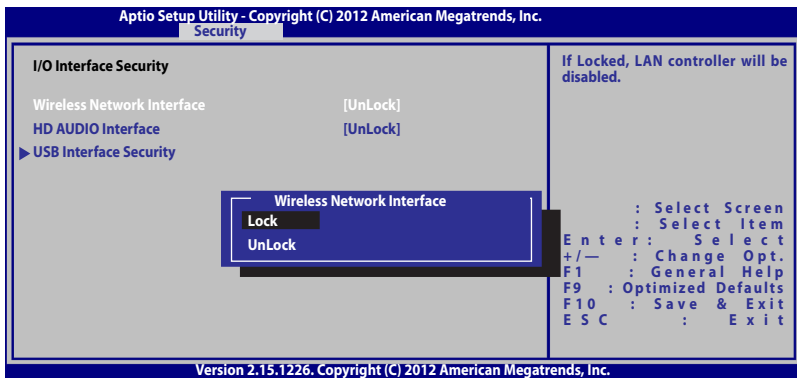 Aptio Setup Utility - Copyright (C) 2012 American Megatrends, Inc.
Security
I/O Interface Security
Wireless Network Interface [UnLock]
HD AUDIO Interface [UnLock]
USB Interface Security
If Locked, LAN controller will be
disabled.
Wireless Network Interface
Lock
UnLock
: Select Screen
: Select Item
Enter: Select
+/— : Change Opt.
F1 : General Help
F9 : Optimized Defaults
F10 : Save & Exit
ESC : Exit
Version 2.15.1226. Copyright (C) 2012 American Megatrends, Inc.